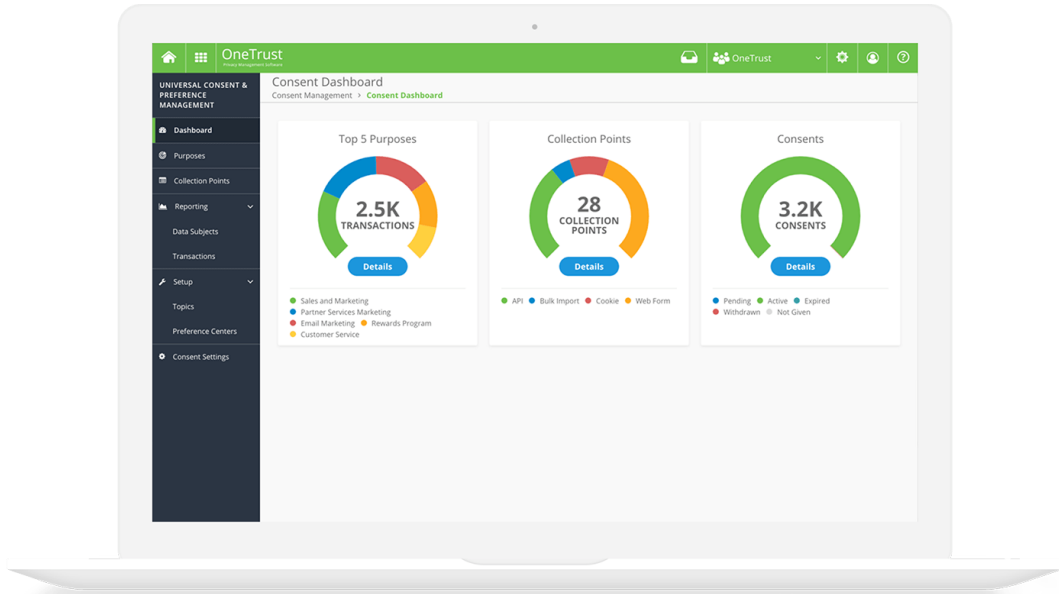 OneTrust
Privacy Management Software
OneTrust
UNIVERSAL CONSENT &
PREFERENCE
MANAGEMENT
Dashboard
Purposes
Collection Points
Reporting
Data Subjects
Transactions
Setup
Topics
Preference Centers
Consent Settings
Consent Dashboard
Consent Management > Consent Dashboard
Top 5 Purposes
2.5K
TRANSACTIONS
Details
Sales and Marketing
Partner Services Marketing
Email Marketing Rewards Program
Customer Service
Collection Points
28
COLLECTION
POINTS
Details
API Bulk Import Cookie Web Form
Consents
3.2K
CONSENTS
Details
Pending Active Expired
Withdrawn Not Given